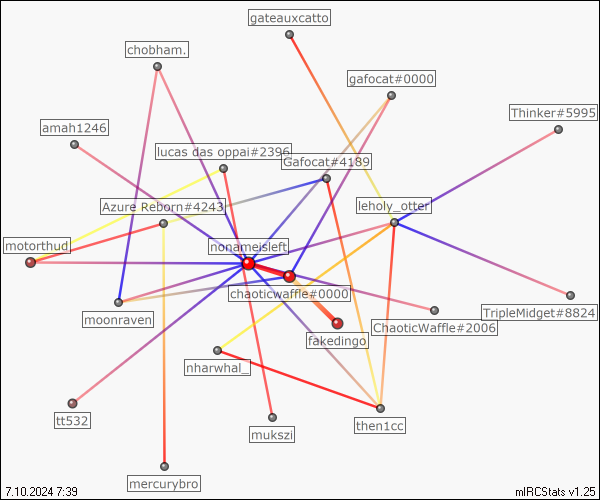 gateauxcatto
chobham.
gafocat#0000
Thinker#5995
amah1246
lucas das oppai#2396
Gafocat#4189
Azure Reborn#4243
leholy_otter
motorthud
nonameisleft
chaoticwaffle#0000
moonraven
ChaoticWaffle#2006
TripleMidget#8824
fakedingo
nharwhal_
tt532
mukszi
then1cc
mercurybro
7.10.2024 7:39
mIRCStats v1.25